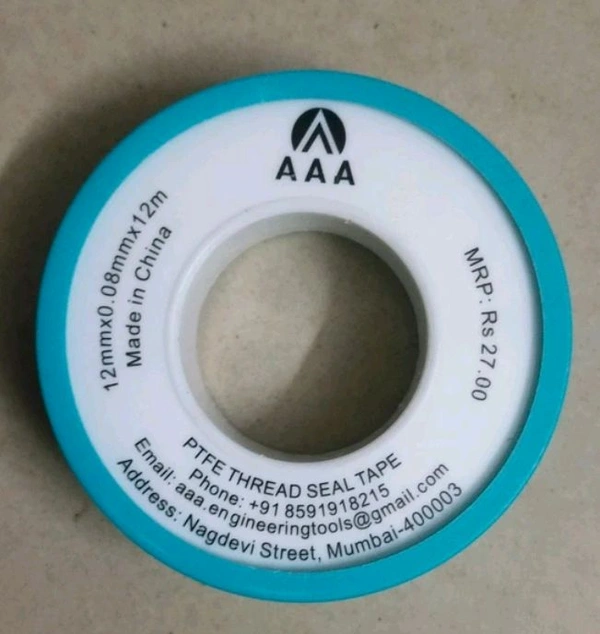 AAA
12mmx0.08mmx12m
Made in China
MRP: Rs 27.00
PTFE THREAD SEAL TAPE
Phone: +91 8591918215
Email: aaa.engineeringtools@gmail.com
Address: Nagdevi Street, Mumbai-400003